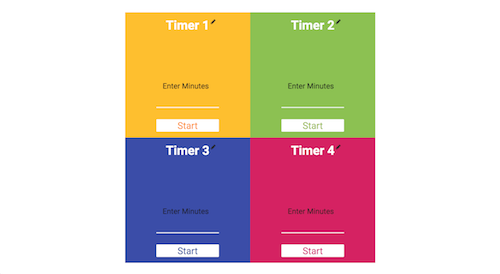 Timer 1
Timer 2
Enter Minutes
Enter Minutes
Start
Start
Timer 3
Timer 4
Enter Minutes
Enter Minutes
Start
Start